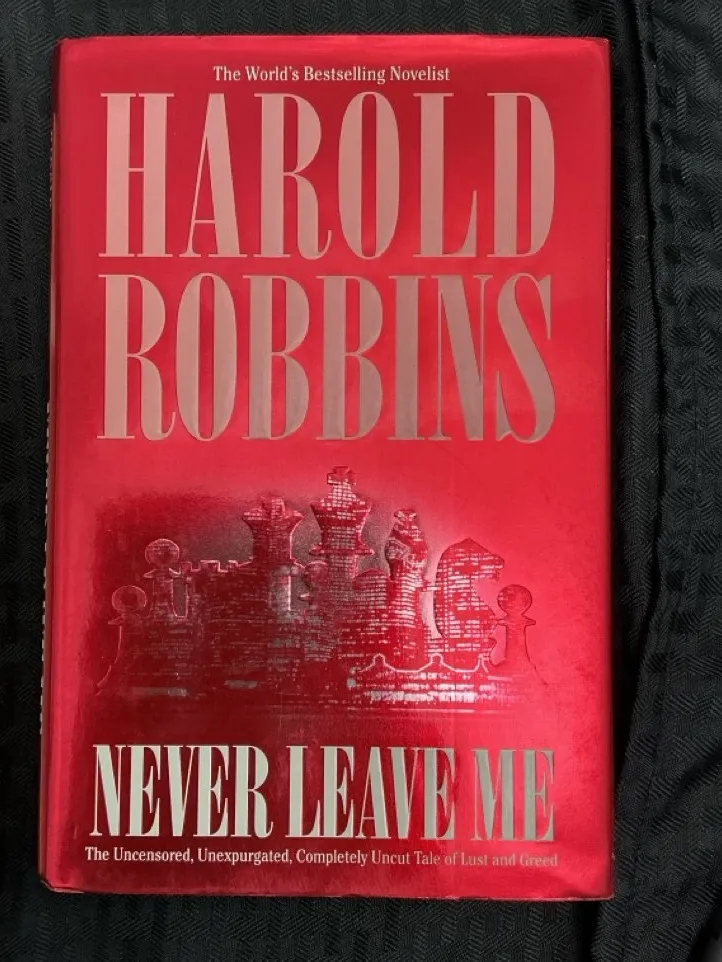 The World's Bestselling Novelist
HAROLD
ROBBINS
NEVER LEAVE ME
The Uncensored, Unexpurgated, Completely Uncut Tale of Lust and Greed